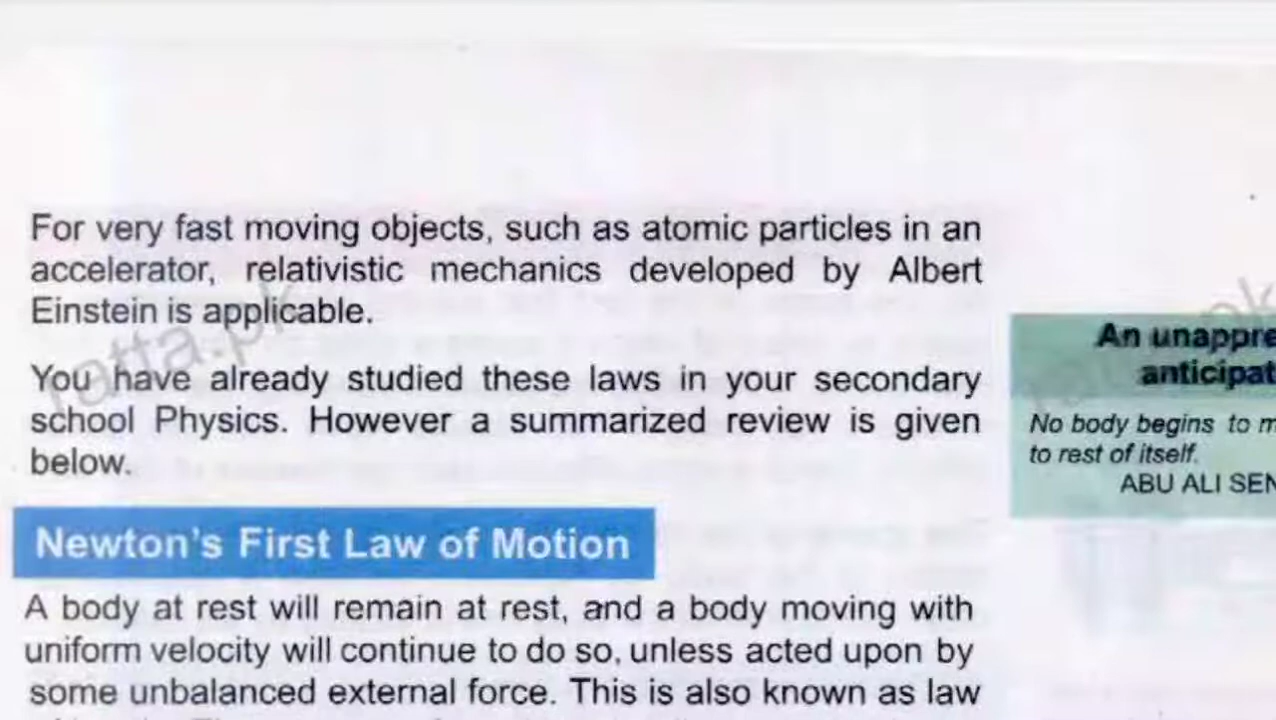 For very fast moving objects, such as atomic particles in an
accelerator, relativistic mechanics developed by Albert
Einstein is applicable.
You have already studied these laws in your secondary
school Physics. However a summarized review is given
below.
Newton's First Law of Motion
A body at rest will remain at rest, and a body moving with
uniform velocity will continue to do so, unless acted upon by
some unbalanced external force. This is also known as law
An unappre
anticipat
No body begins to m
to rest of itself.
ABU ALI SEN
ratta.pk